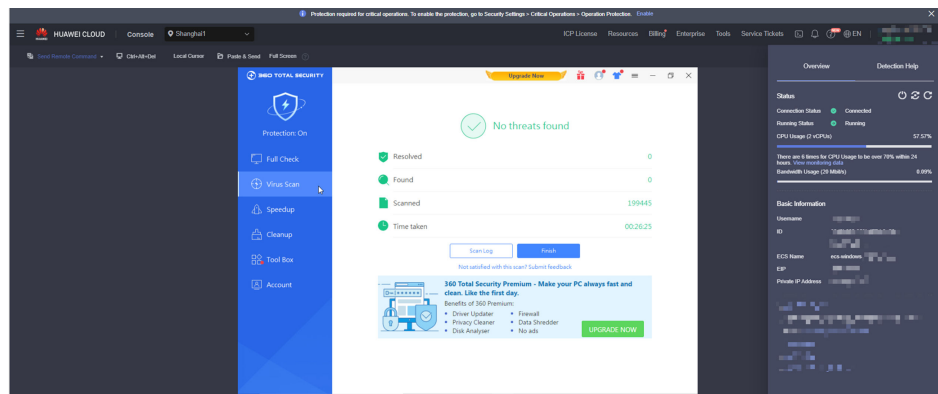 Protection required for critical operations. To enable the protection, go to Security Settings > Critical Operations > Operation Protection. Enable
HUAWEI CLOUD Console Shanghai1 ICP License Resources Billing Enterprise Tools Service Tickets EN
Send Remote Command Ctrl+Alt+Del Local Cursor Paste & Send Full Screen
360 TOTAL SECURITY
Upgrade Now
Protection: On
Full Check
Virus Scan
Speedup
Cleanup
Tool Box
Account
No threats found
Resolved 0
Found 0
Scanned 199445
Time taken 00:26:25
Scan Log Finish
Not satisfied with this scan? Submit feedback
360 Total Security Premium - Make your PC always fast and
clean. Like the first day.
Benefits of 360 Premium:
• Driver Updater • Firewall
• Privacy Cleaner • Data Shredder
• Disk Analyser • No ads
UPGRADE NOW
Overview Detection Help
Status
Connection Status Connected
Running Status Running
CPU Usage (2 vCPUs) 57.57%
There are 6 times for CPU Usage to be over 70% within 24
hours. View monitoring data
Bandwidth Usage (20 Mbit/s) 0.09%
Basic Information
Username
ID
ECS Name ecs-windows
EIP
Private IP Address